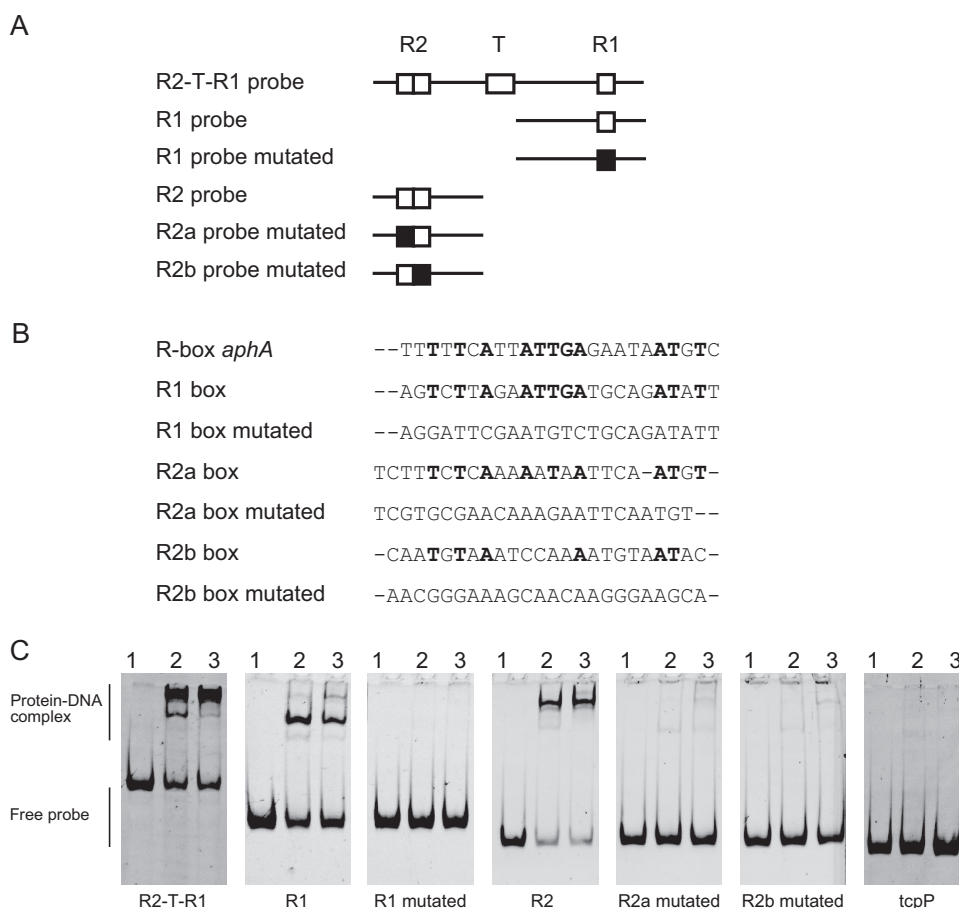 A
R2 T R1
R2-T-R1 probe
R1 probe
R1 probe mutated
R2 probe
R2a probe mutated
R2b probe mutated
B
R-box aphA --TTTTTCATTATTGAGAATAATGTC
R1 box --AGTCTTAGAATTGATGCAGATATT
R1 box mutated --AGGATTCGAATGTCTGCAGATATT
R2a box TCTTTCTCAAAAATAATTCA-ATGT-
R2a box mutated TCGTGCGAACAAAGAATTCAATGT--
R2b box -CAATGTAAATCCAAAATGTAATAC-
R2b box mutated -AACGGGAAAGCAACAAGGGAAGCA-
C
1 2 3 1 2 3 1 2 3 1 2 3 1 2 3 1 2 3 1 2 3
Protein-DNA
complex
Free probe
R2-T-R1 R1 R1 mutated R2 R2a mutated R2b mutated tcpP